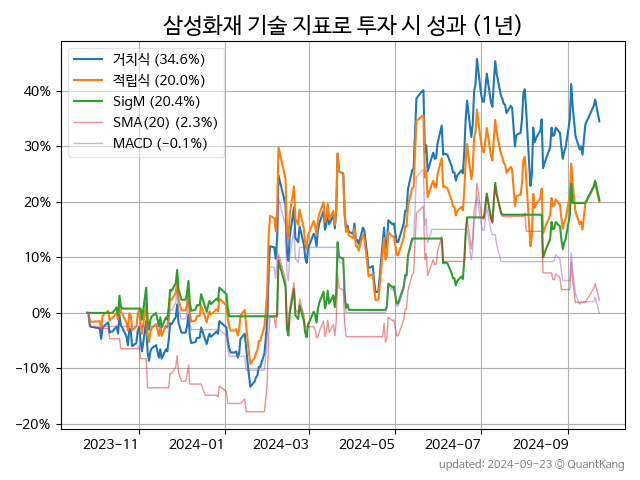 삼성화재 기술 지표로 투자 시 성과 (1년)
거치식 (34.6%)
적립식 (20.0%)
SigM (20.4%)
SMA(20) (2.3%)
MACD (−0.1%)
40%
30%
20%
10%
0%
−10%
−20%
2023-11 2024-01 2024-03 2024-05 2024-07 2024-09
updated: 2024-09-23 © QuantKang